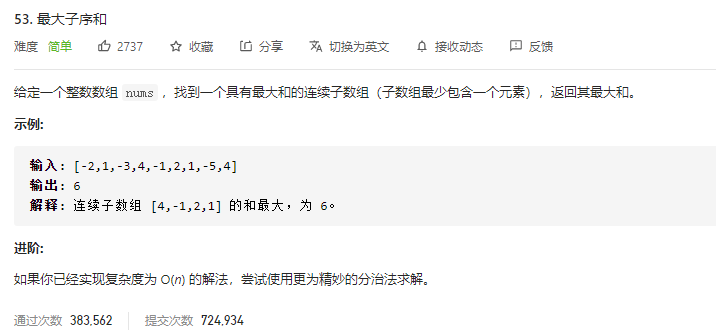 53. 最大子序和
难度 简单 2737 收藏 分享 切换为英文 接收动态 反馈
给定一个整数数组 nums ，找到一个具有最大和的连续子数组（子数组最少包含一个元素），返回其最大和。
示例:
输入: [-2,1,-3,4,-1,2,1,-5,4]
输出: 6
解释: 连续子数组 [4,-1,2,1] 的和最大，为 6。
进阶:
如果你已经实现复杂度为 O(n) 的解法，尝试使用更为精妙的分治法求解。
通过次数 383,562 提交次数 724,934